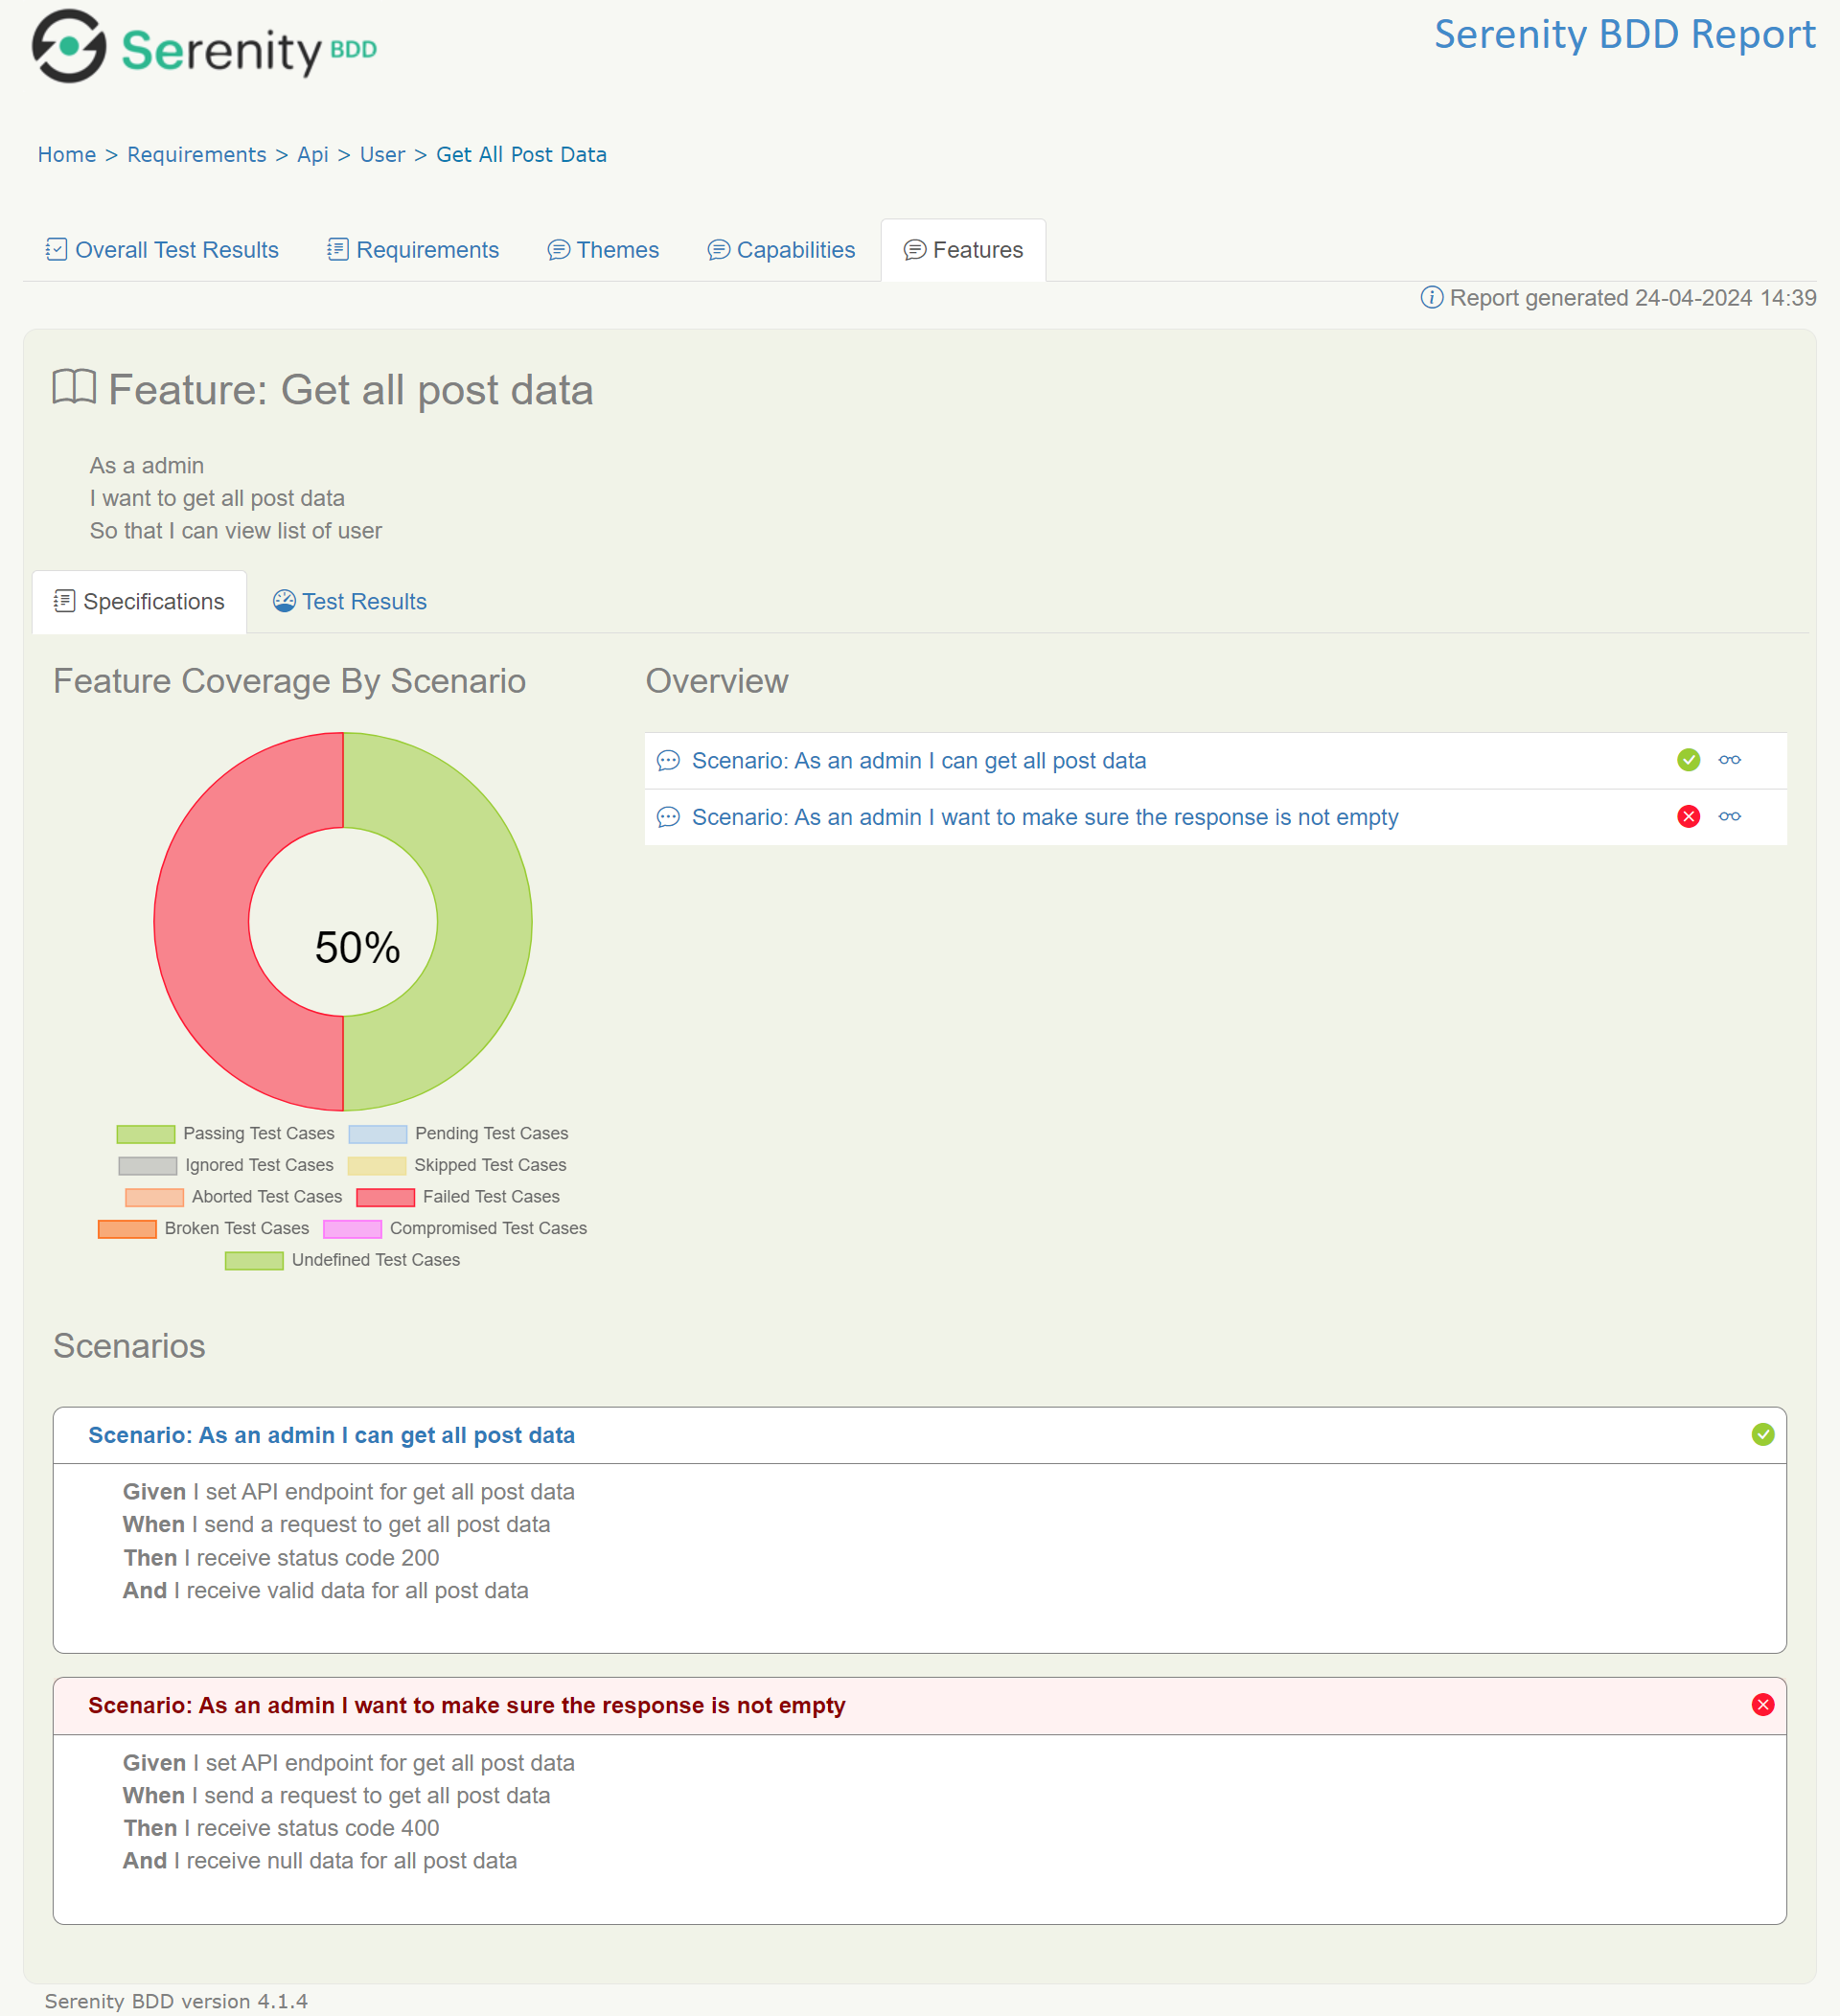 Serenity BDD
Serenity BDD Report
Home > Requirements > Api > User > Get All Post Data
Overall Test Results Requirements Themes Capabilities Features
Report generated 24-04-2024 14:39
Feature: Get all post data
As a admin
I want to get all post data
So that I can view list of user
Specifications Test Results
Feature Coverage By Scenario
Overview
Scenario: As an admin I can get all post data
Scenario: As an admin I want to make sure the response is not empty
50%
Passing Test Cases Pending Test Cases
Ignored Test Cases Skipped Test Cases
Aborted Test Cases Failed Test Cases
Broken Test Cases Compromised Test Cases
Undefined Test Cases
Scenarios
Scenario: As an admin I can get all post data
Given I set API endpoint for get all post data
When I send a request to get all post data
Then I receive status code 200
And I receive valid data for all post data
Scenario: As an admin I want to make sure the response is not empty
Given I set API endpoint for get all post data
When I send a request to get all post data
Then I receive status code 400
And I receive null data for all post data
Serenity BDD version 4.1.4